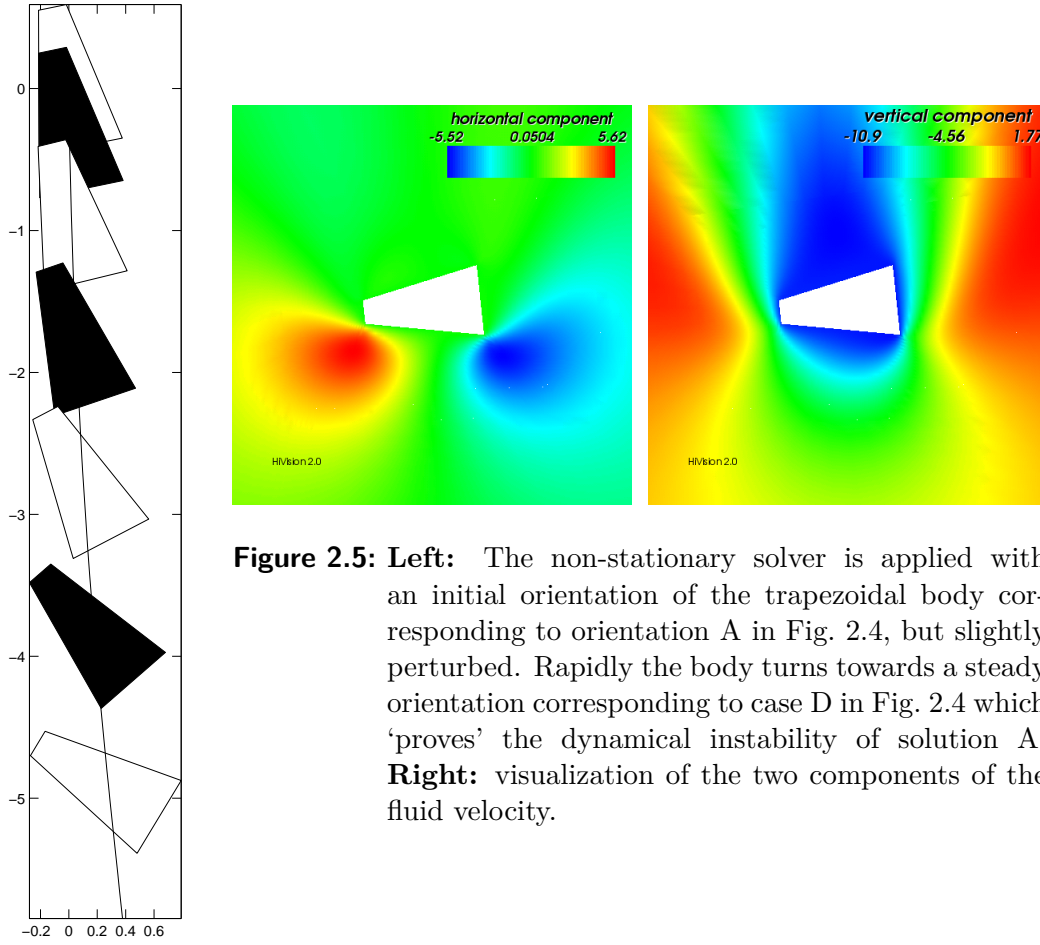 0
−1
−2
−3
−4
−5
−0.2 0 0.2 0.4 0.6
horizontal component
-5.52 0.0504 5.62
HiVision 2.0
vertical component
-10.9 -4.56 1.77
HiVision 2.0
Figure 2.5: Left: The non-stationary solver is applied with
an initial orientation of the trapezoidal body cor-
responding to orientation A in Fig. 2.4, but slightly
perturbed. Rapidly the body turns towards a steady
orientation corresponding to case D in Fig. 2.4 which
‘proves’ the dynamical instability of solution A.
Right: visualization of the two components of the
fluid velocity.